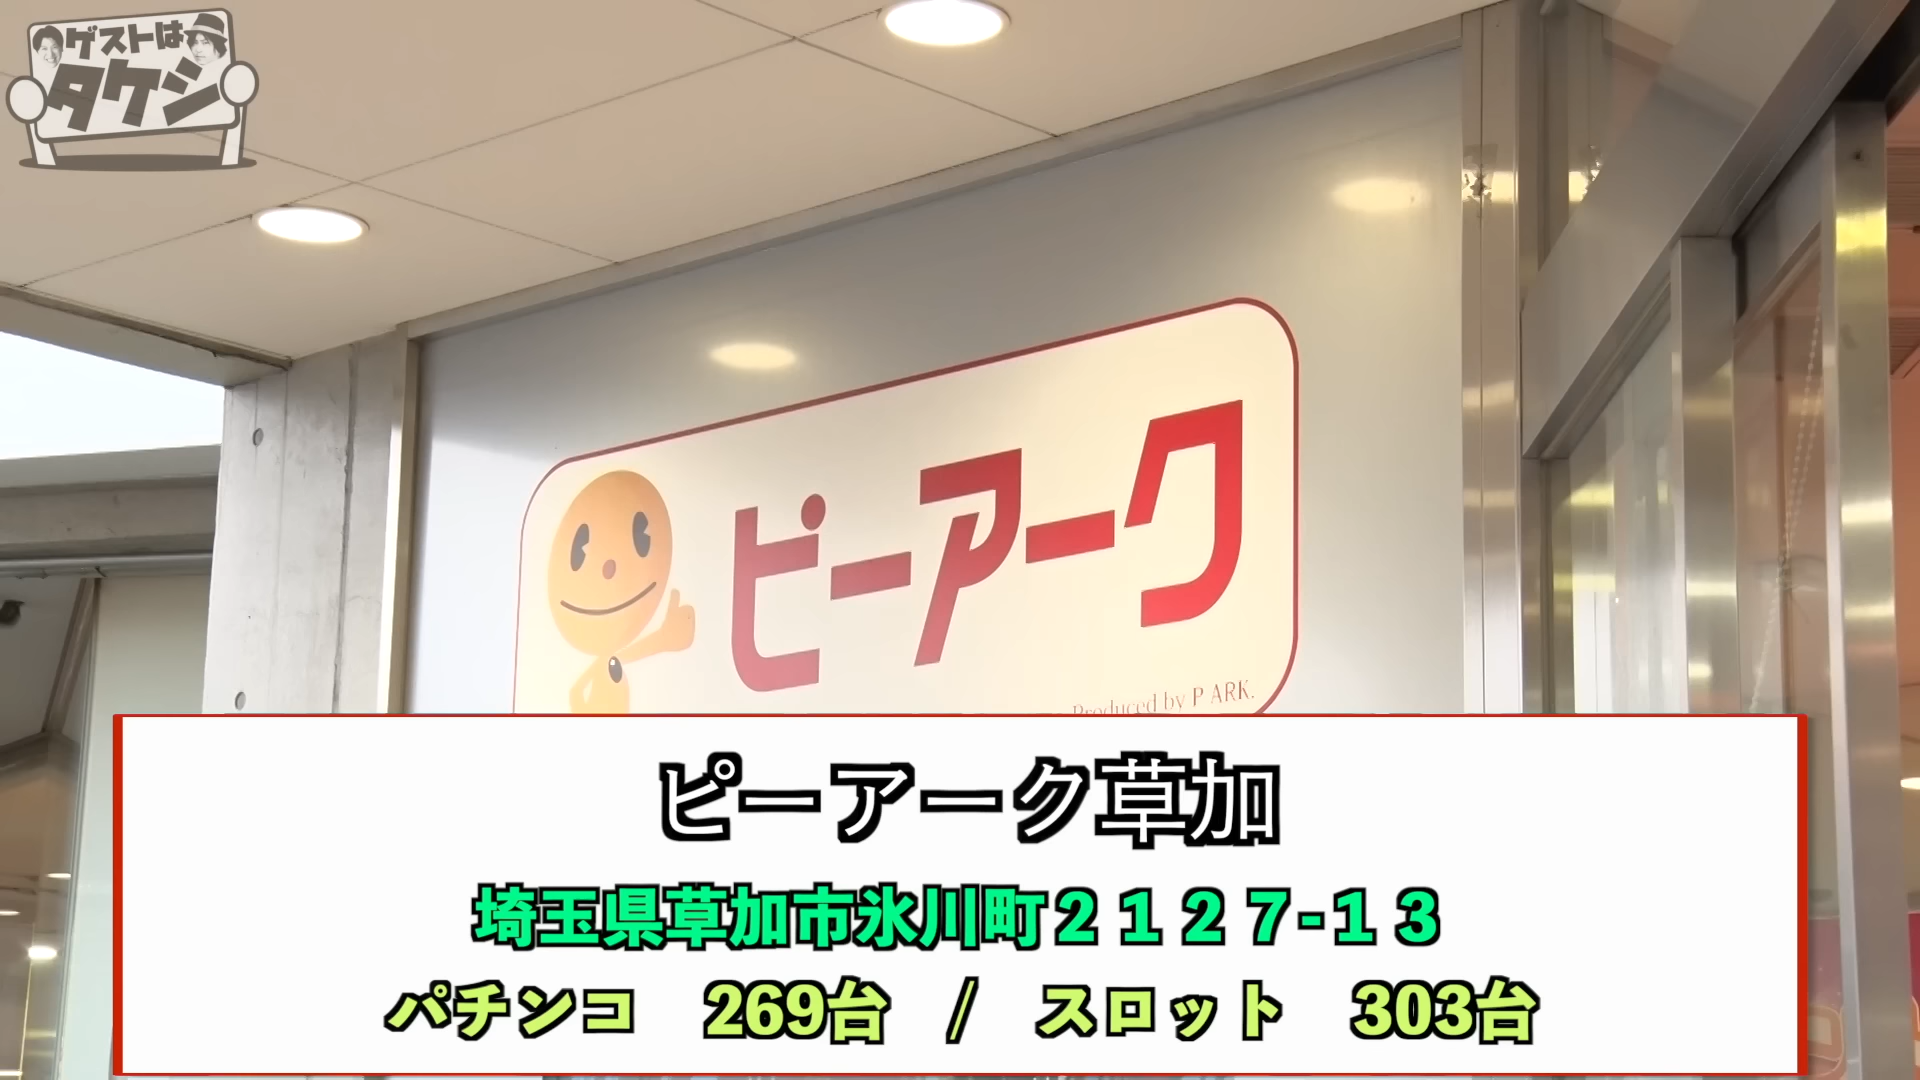 ゲストは
タケシ
ピーアーク
Produced by P ARK.
ピーアーク草加
埼玉県草加市氷川町２１２７-１３
パチンコ　269台　/　スロット　303台